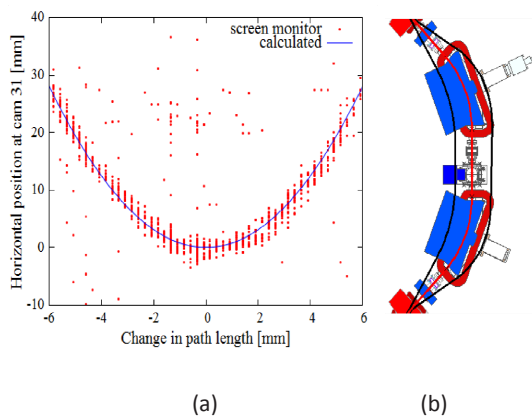 screen monitor
calculated
Horizontal position at cam 31 [mm]
40
30
20
10
0
-10
-6
-4
-2
0
2
4
6
Change in path length [mm]
(a)
(b)